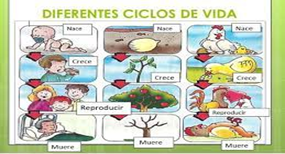 DIFERENTES CICLOS DE VIDA
Nace
Nace
Nace
Crece
Crece
Crece
Reproducir
Reproducir
Muere
Muere
Muere